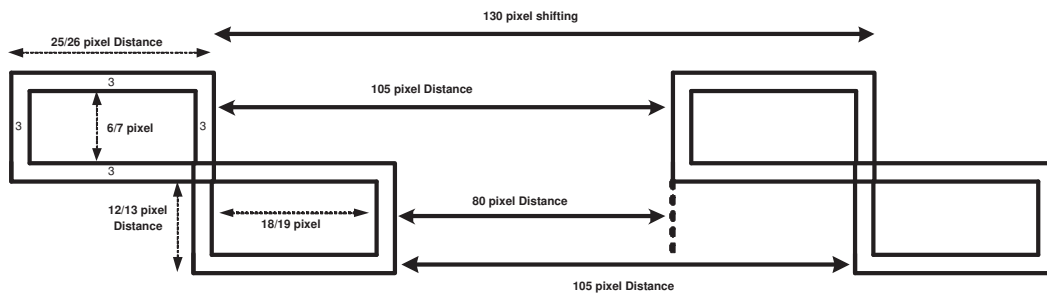 130 pixel shifting
25/26 pixel Distance
3
105 pixel Distance
3
6/7 pixel
3
3
12/13 pixel
Distance
18/19 pixel
80 pixel Distance
105 pixel Distance